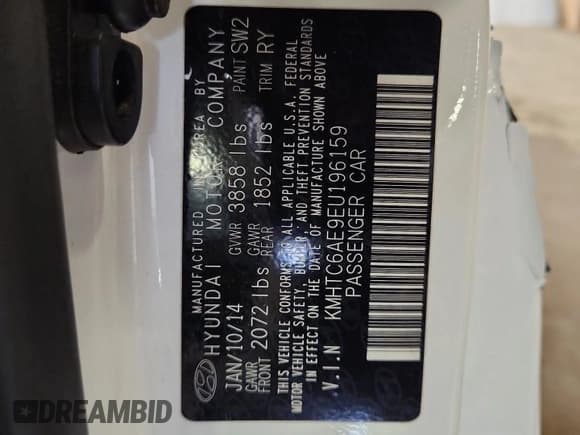 MANUFACTURED IN KOREA BY
HYUNDAI MOTOR COMPANY
JAN/10/14 GVWR 3858 lbs PAINT SW2
GAWR FRONT 2072 lbs GAWR REAR 1852 lbs TRIM RY
THIS VEHICLE CONFORMS TO ALL APPLICABLE U.S.A. FEDERAL
MOTOR VEHICLE SAFETY, BUMPER, AND THEFT PREVENTION STANDARDS
IN EFFECT ON THE DATE OF MANUFACTURE SHOWN ABOVE
V.I.N KMHTC6AE9EU196159
PASSENGER CAR
DREAMBID